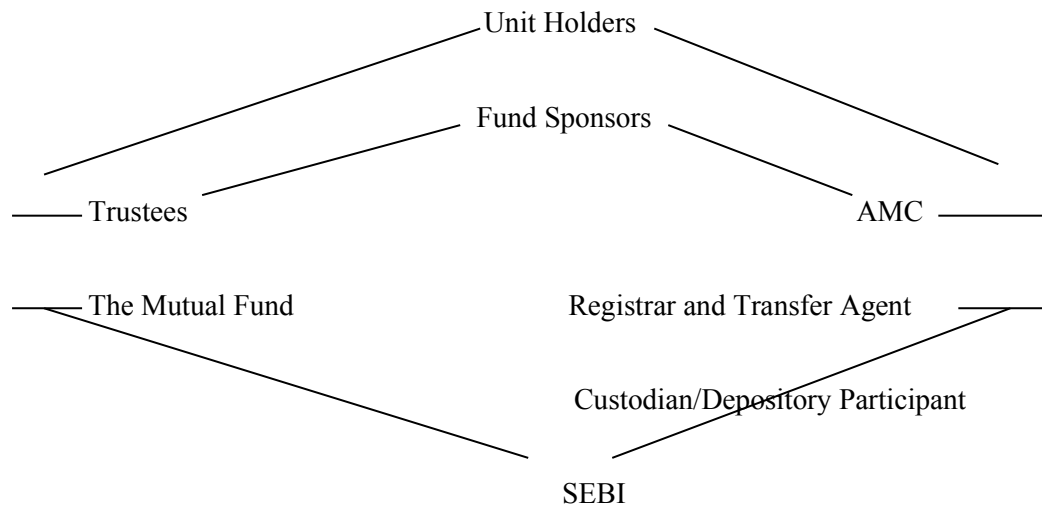 Unit Holders
Fund Sponsors
Trustees AMC
The Mutual Fund Registrar and Transfer Agent
Custodian/Depository Participant
SEBI